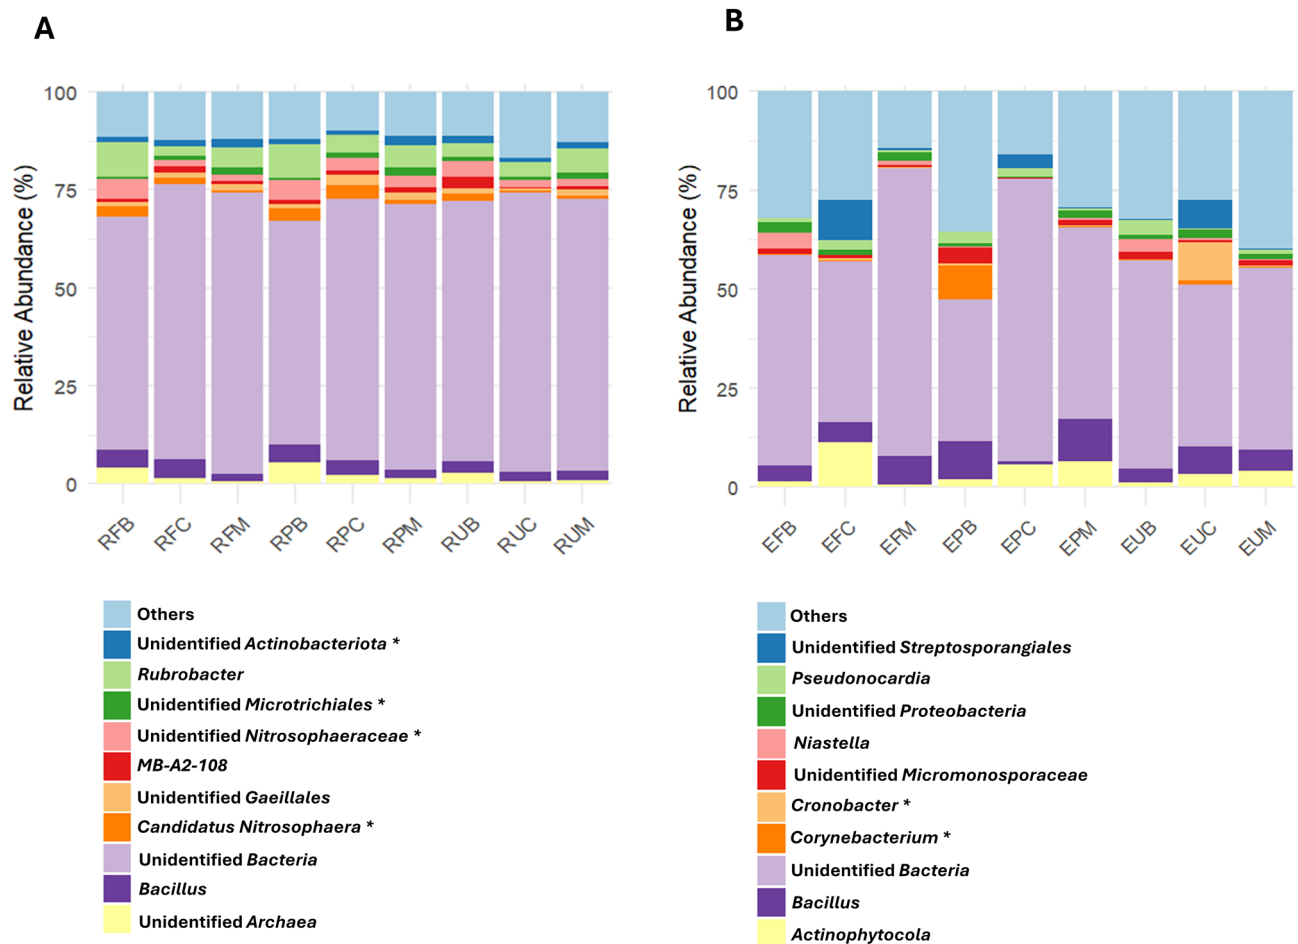 A
B
Relative Abundance (%)
100
75
50
25
0
RFB
RFC
RFM
RPB
RPC
RPM
RUB
RUC
RUM
Relative Abundance (%)
100
75
50
25
0
EFB
EFC
EFM
EPB
EPC
EPM
EUB
EUC
EUM
Others
Unidentified Actinobacteriota *
Rubrobacter
Unidentified Microtrichiales *
Unidentified Nitrosophaeraceae *
MB-A2-108
Unidentified Gaeillales
Candidatus Nitrosophaera *
Unidentified Bacteria
Bacillus
Unidentified Archaea
Others
Unidentified Streptosporangiales
Pseudonocardia
Unidentified Proteobacteria
Niastella
Unidentified Micromonosporaceae
Cronobacter *
Corynebacterium *
Unidentified Bacteria
Bacillus
Actinophytocola